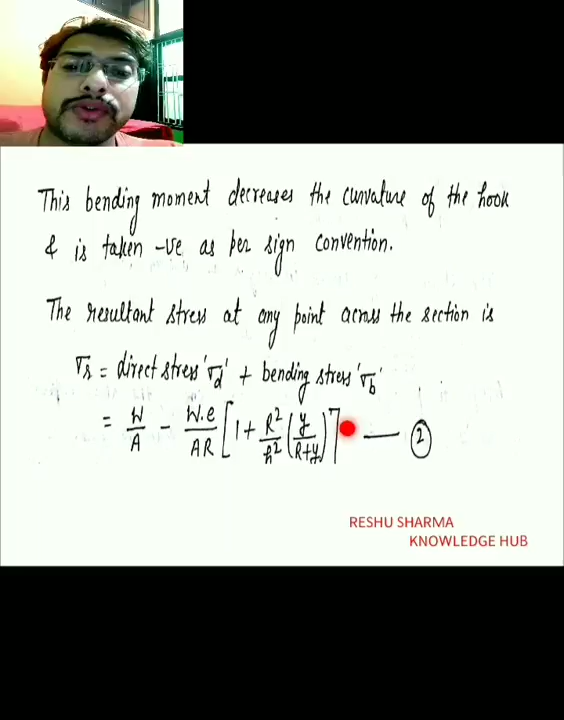 This bending moment decreases the curvature of the hook
& is taken -ve as per sign convention.
The resultant stress at any point across the section is
σr = direct stress 'σd' + bending stress 'σb'
= W/A - W.e/AR [1 + R²/h² (y/R+y)] — ②
RESHU SHARMA
KNOWLEDGE HUB